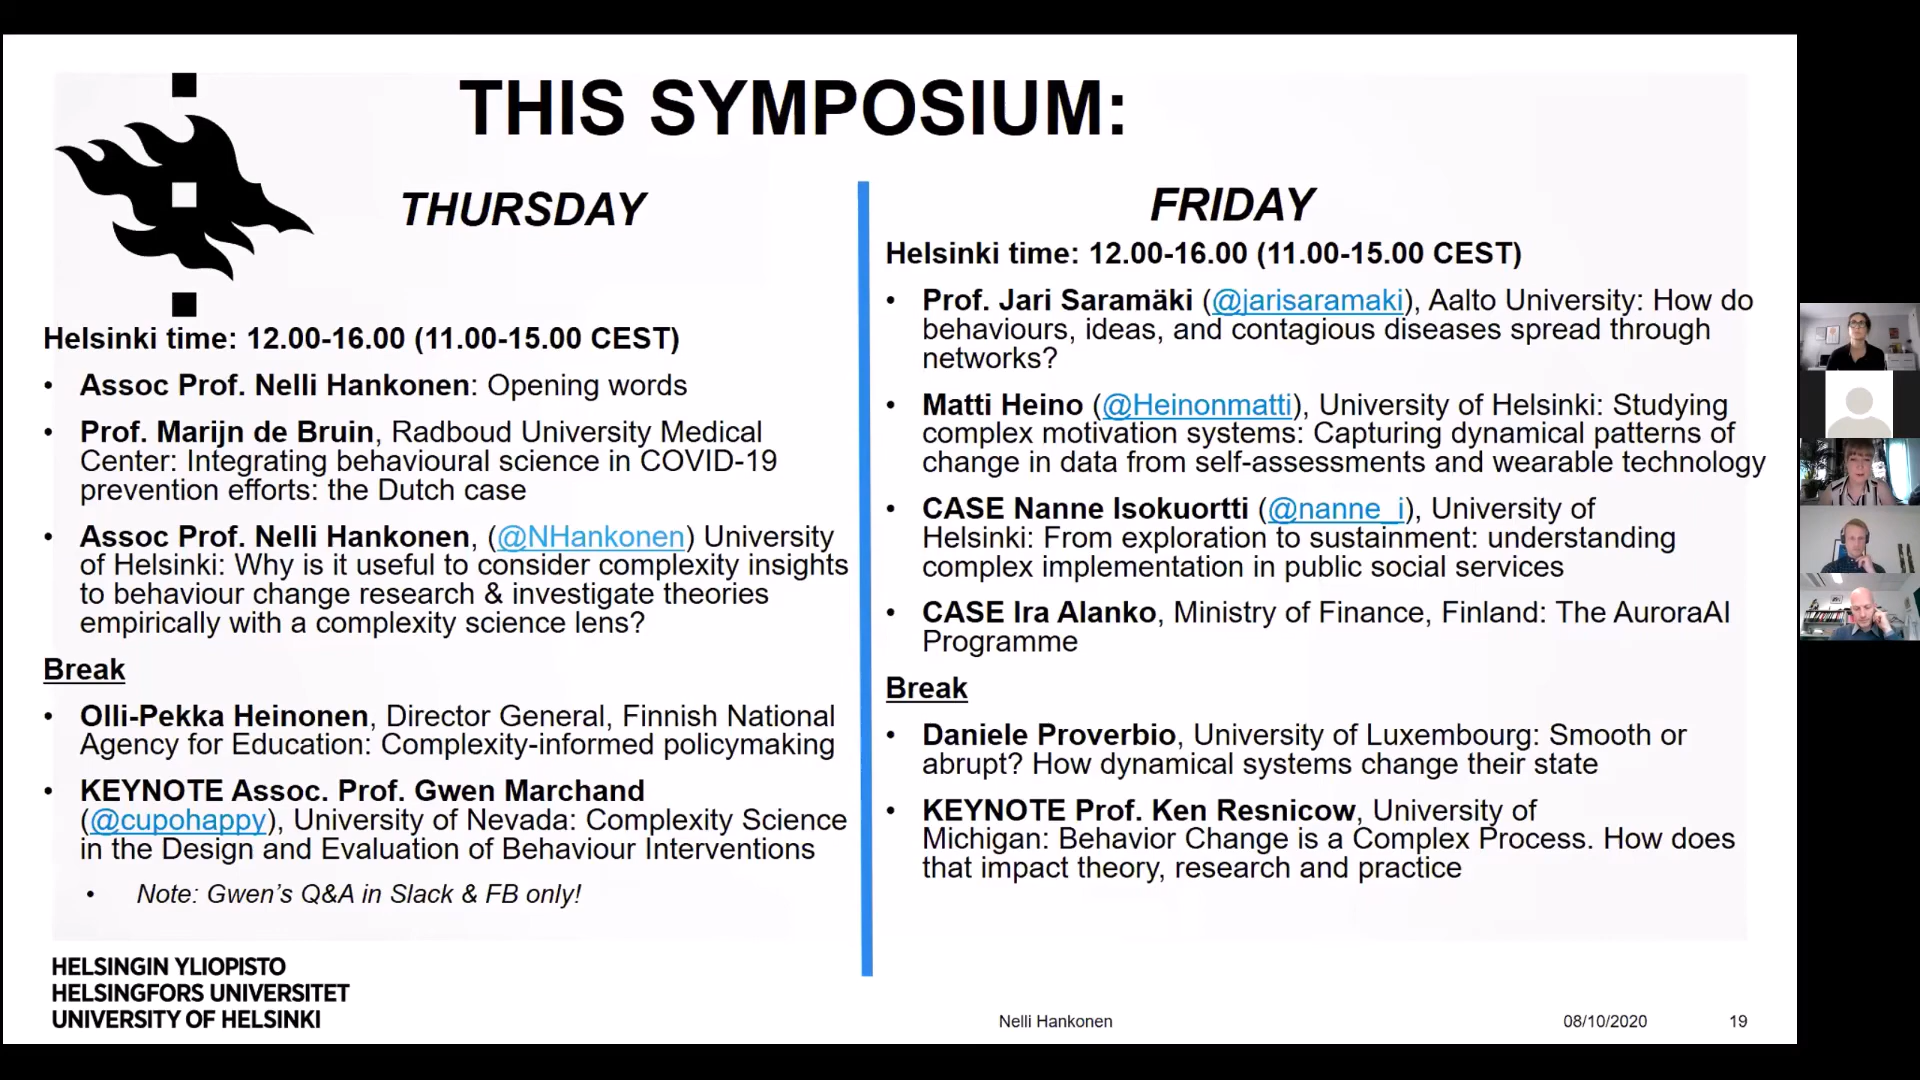 THIS SYMPOSIUM:
THURSDAY
Helsinki time: 12.00-16.00 (11.00-15.00 CEST)
• Assoc Prof. Nelli Hankonen: Opening words
• Prof. Marijn de Bruin, Radboud University Medical
Center: Integrating behavioural science in COVID-19
prevention efforts: the Dutch case
• Assoc Prof. Nelli Hankonen, (@NHankonen) University
of Helsinki: Why is it useful to consider complexity insights
to behaviour change research & investigate theories
empirically with a complexity science lens?
Break
• Olli-Pekka Heinonen, Director General, Finnish National
Agency for Education: Complexity-informed policymaking
• KEYNOTE Assoc. Prof. Gwen Marchand
(@cupohappy), University of Nevada: Complexity Science
in the Design and Evaluation of Behaviour Interventions
• Note: Gwen's Q&A in Slack & FB only!
FRIDAY
Helsinki time: 12.00-16.00 (11.00-15.00 CEST)
• Prof. Jari Saramäki (@jarisaramaki), Aalto University: How do
behaviours, ideas, and contagious diseases spread through
networks?
• Matti Heino (@Heinonmatti), University of Helsinki: Studying
complex motivation systems: Capturing dynamical patterns of
change in data from self-assessments and wearable technology
• CASE Nanne Isokuortti (@nanne_i), University of
Helsinki: From exploration to sustainment: understanding
complex implementation in public social services
• CASE Ira Alanko, Ministry of Finance, Finland: The AuroraAI
Programme
Break
• Daniele Proverbio, University of Luxembourg: Smooth or
abrupt? How dynamical systems change their state
• KEYNOTE Prof. Ken Resnicow, University of
Michigan: Behavior Change is a Complex Process. How does
that impact theory, research and practice
HELSINGIN YLIOPISTO
HELSINGFORS UNIVERSITET
UNIVERSITY OF HELSINKI
Nelli Hankonen
08/10/2020
19